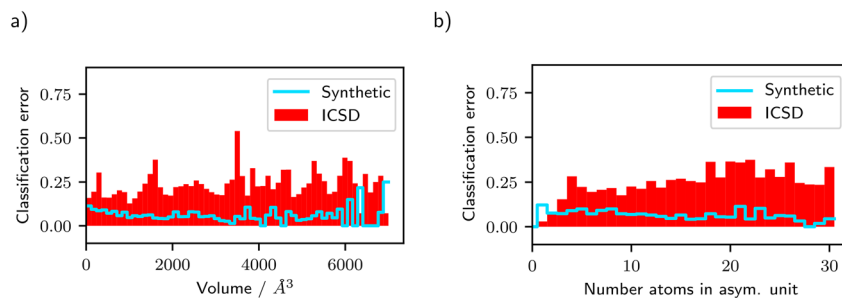 a)
Classification error
0.75
0.50
0.25
0.00
Synthetic
ICSD
0
2000
4000
6000
Volume / Å³
b)
Classification error
0.75
0.50
0.25
0.00
Synthetic
ICSD
0
10
20
30
Number atoms in asym. unit